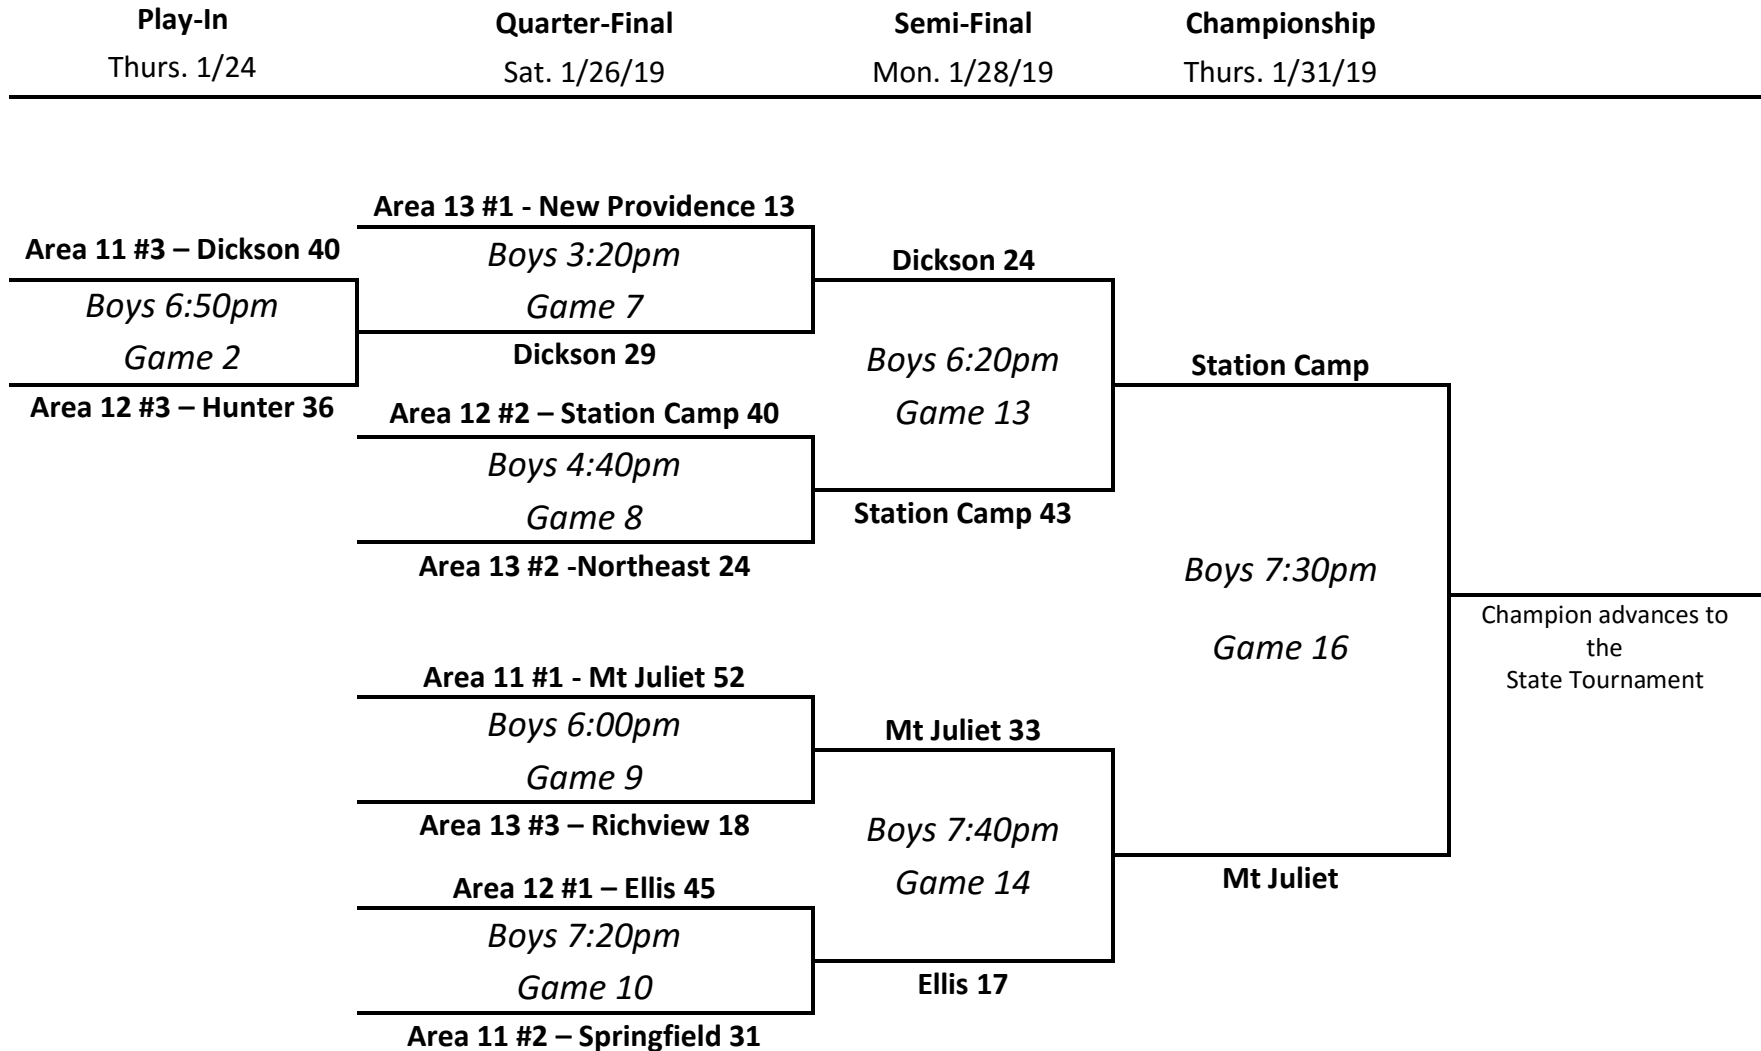 Play-In
Thurs. 1/24
Quarter-Final
Sat. 1/26/19
Semi-Final
Mon. 1/28/19
Championship
Thurs. 1/31/19
Area 11 #3 – Dickson 40
Boys 6:50pm
Game 2
Area 12 #3 – Hunter 36
Area 13 #1 - New Providence 13
Boys 3:20pm
Game 7
Dickson 29
Area 12 #2 – Station Camp 40
Boys 4:40pm
Game 8
Area 13 #2 -Northeast 24
Area 11 #1 - Mt Juliet 52
Boys 6:00pm
Game 9
Area 13 #3 – Richview 18
Area 12 #1 – Ellis 45
Boys 7:20pm
Game 10
Area 11 #2 – Springfield 31
Dickson 24
Boys 6:20pm
Game 13
Station Camp 43
Mt Juliet 33
Boys 7:40pm
Game 14
Ellis 17
Station Camp
Boys 7:30pm
Game 16
Mt Juliet
Champion advances to
the
State Tournament